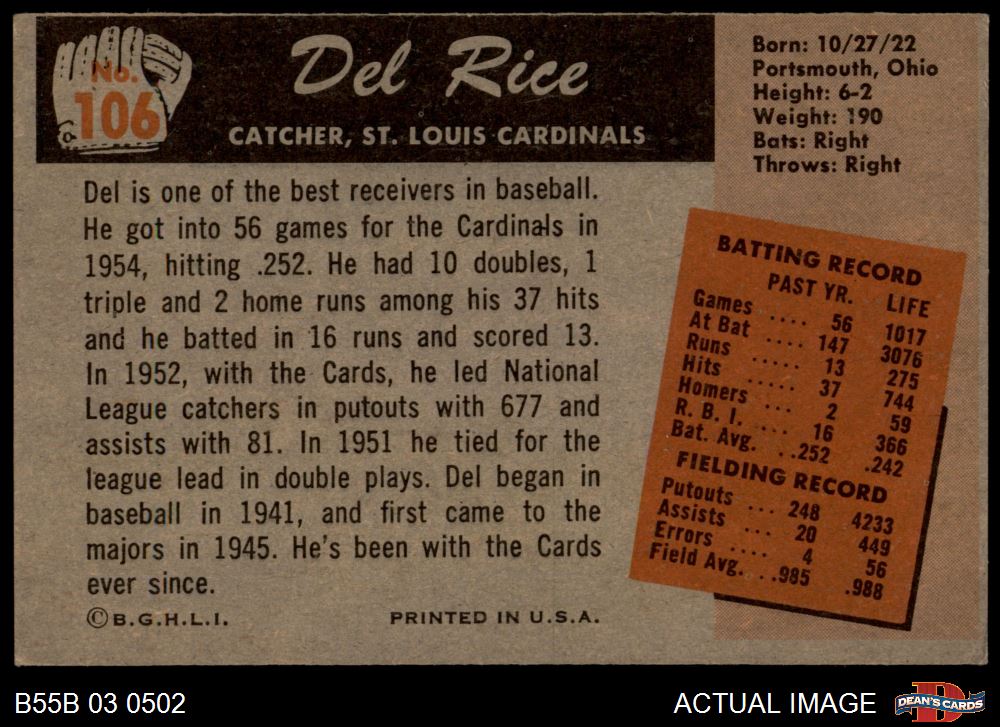 No.
106
Del Rice
CATCHER, ST. LOUIS CARDINALS
Born: 10/27/22
Portsmouth, Ohio
Height: 6-2
Weight: 190
Bats: Right
Throws: Right
Del is one of the best receivers in baseball.
He got into 56 games for the Cardinals in
1954, hitting .252. He had 10 doubles, 1
triple and 2 home runs among his 37 hits
and he batted in 16 runs and scored 13.
In 1952, with the Cards, he led National
League catchers in putouts with 677 and
assists with 81. In 1951 he tied for the
league lead in double plays. Del began in
baseball in 1941, and first came to the
majors in 1945. He's been with the Cards
ever since.
©B.G.H.L.I. PRINTED IN U.S.A.
BATTING RECORD
PAST YR. LIFE
Games .... 56 1017
At Bat .... 147 3076
Runs ..... 13 275
Hits ..... 37 744
Homers ... 2 59
R. B. I. ... 16 366
Bat. Avg. ..252 .242
FIELDING RECORD
Putouts ... 248 4233
Assists ... 20 449
Errors .... 4 56
Field Avg. ..985 .988
B55B 03 0502
ACTUAL IMAGE
D
DEAN'S CARDS